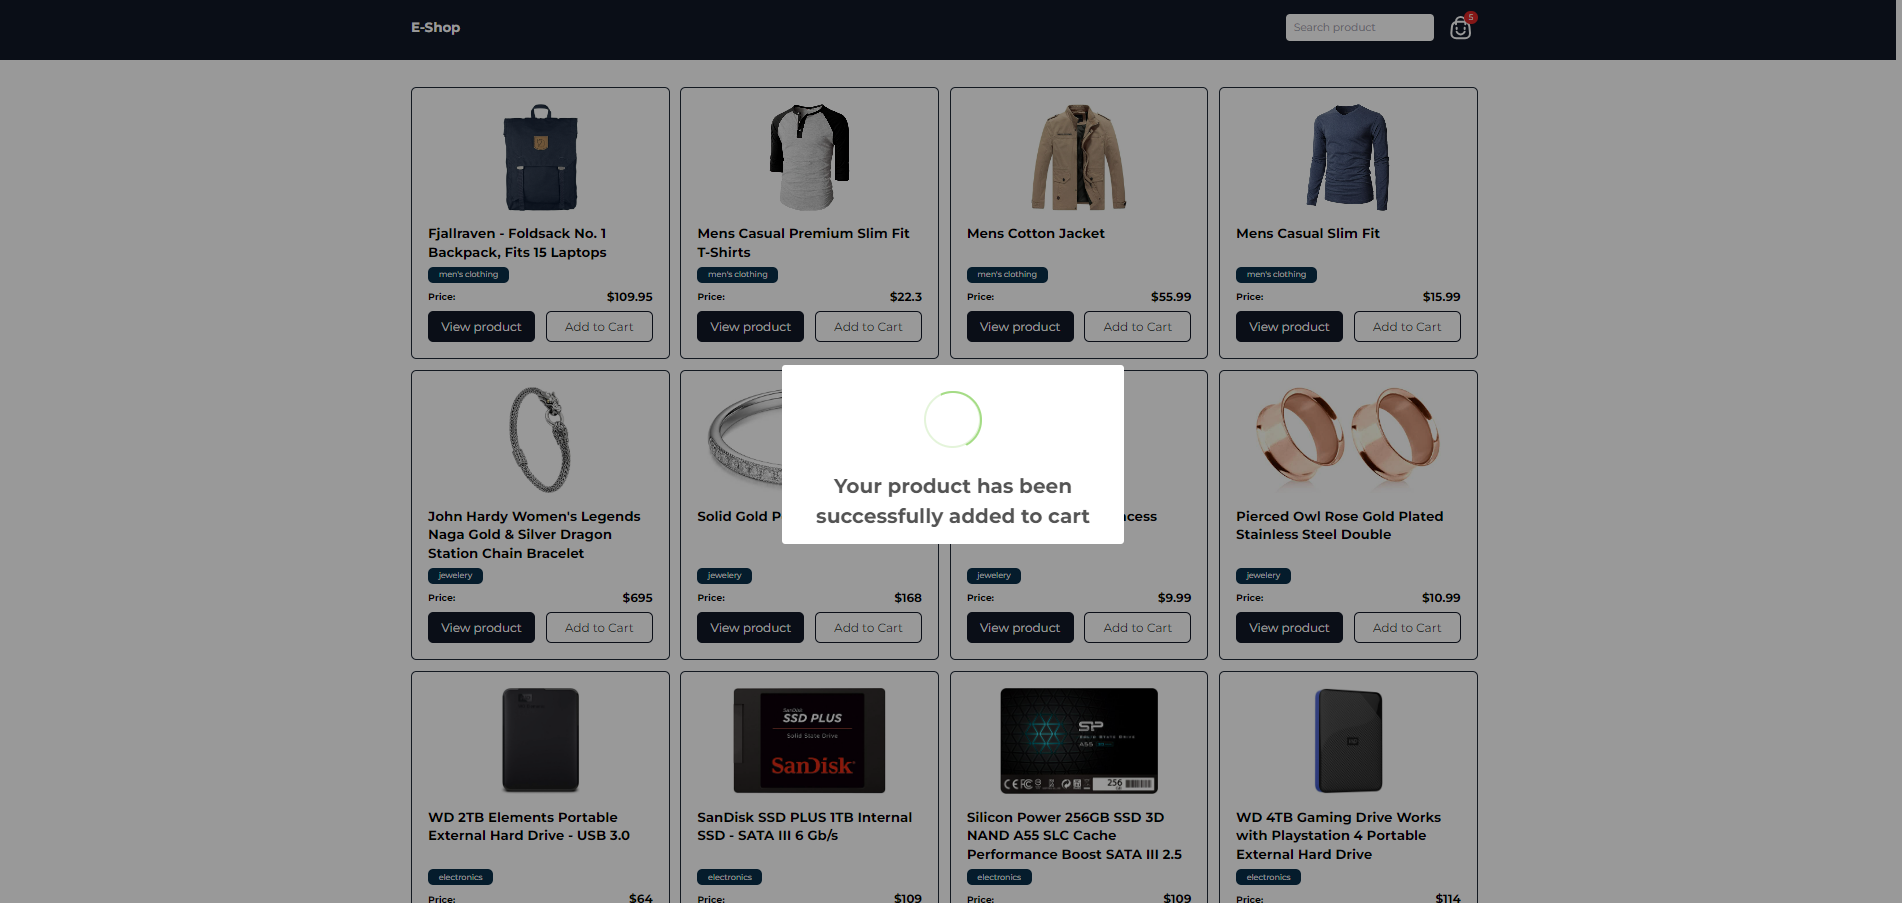 E-Shop
Search product
5
Fjallraven - Foldsack No. 1
Backpack, Fits 15 Laptops
men's clothing
Price:
$109.95
View product
Add to Cart
Mens Casual Premium Slim Fit
T-Shirts
men's clothing
Price:
$22.3
View product
Add to Cart
Mens Cotton Jacket
men's clothing
Price:
$55.99
View product
Add to Cart
Mens Casual Slim Fit
men's clothing
Price:
$15.99
View product
Add to Cart
Your product has been
successfully added to cart
John Hardy Women's Legends
Naga Gold & Silver Dragon
Station Chain Bracelet
jewelery
Price:
$695
View product
Add to Cart
Solid Gold P
jewelery
Price:
$168
View product
Add to Cart
ncess
jewelery
Price:
$9.99
View product
Add to Cart
Pierced Owl Rose Gold Plated
Stainless Steel Double
jewelery
Price:
$10.99
View product
Add to Cart
WD 2TB Elements Portable
External Hard Drive - USB 3.0
electronics
Price:
$64
SanDisk
SSD PLUS
Solid State Drive
SanDisk
SanDisk SSD PLUS 1TB Internal
SSD - SATA III 6 Gb/s
electronics
Price:
$109
SP
Solid State Drive
A55
256
Silicon Power 256GB SSD 3D
NAND A55 SLC Cache
Performance Boost SATA III 2.5
electronics
Price:
$109
WD
WD 4TB Gaming Drive Works
with Playstation 4 Portable
External Hard Drive
electronics
Price:
$114